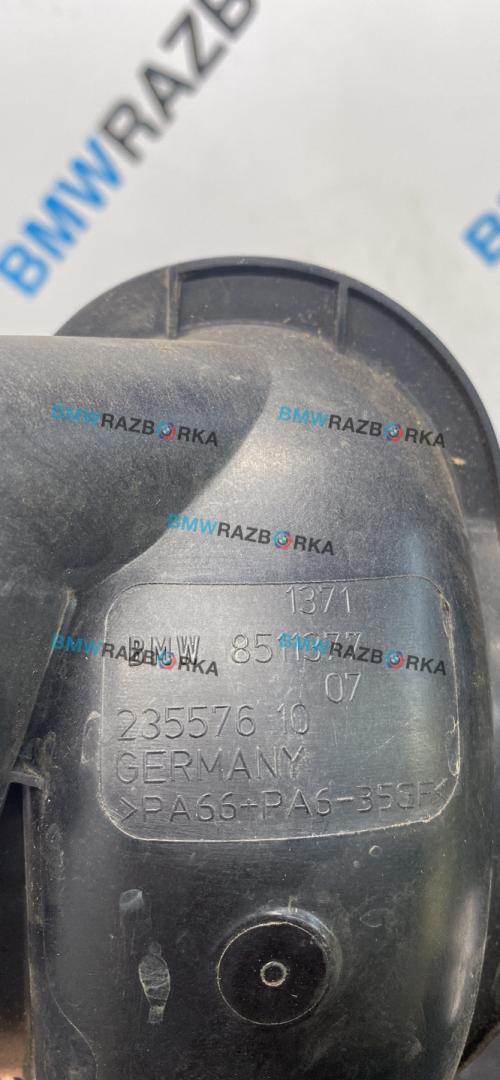 BMWRAZB
BMWRAZBORKA
BMWRAZBORKA
BMWRAZBORKA
1371
BMW
BMWRAZBORKA
BMWRAZBORKA
07
235576 10
GERMANY
>PA66+PA6-35GF<